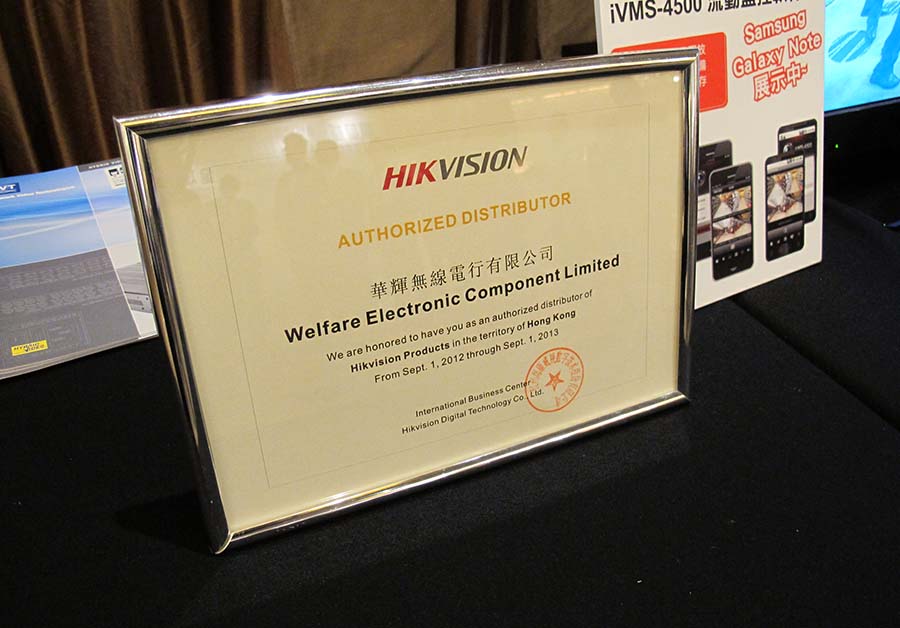 HIKVISION
AUTHORIZED DISTRIBUTOR
華輝無線電行有限公司
Welfare Electronic Component Limited
We are honored to have you as an authorized distributor of
Hikvision Products in the territory of Hong Kong
From Sept. 1, 2012 through Sept. 1, 2013
International Business Center
Hikvision Digital Technology Co., Ltd.
iVMS-4500 流動監控
Samsung
Galaxy Note
展示中~